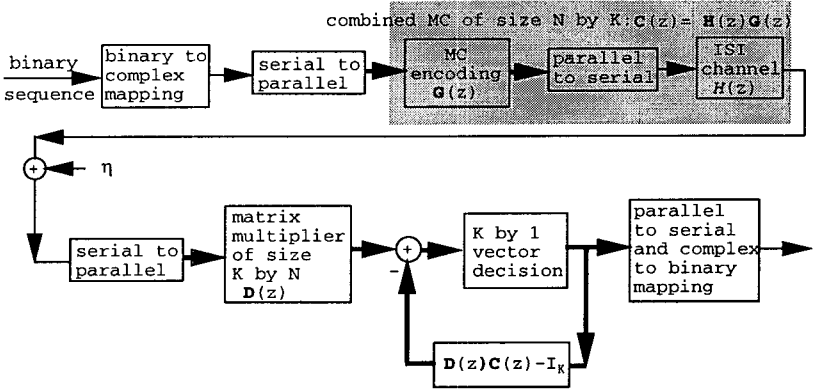 combined MC of size N by K:C(z)= H(z)G(z)
binary
sequence
binary to
complex
mapping
serial to
parallel
MC
encoding
G(z)
parallel
to serial
ISI
channel
H(z)
+
η
serial to
parallel
matrix
multiplier
of size
K by N
D(z)
+
-
K by 1
vector
decision
parallel
to serial
and complex
to binary
mapping
D(z)C(z)-I_K